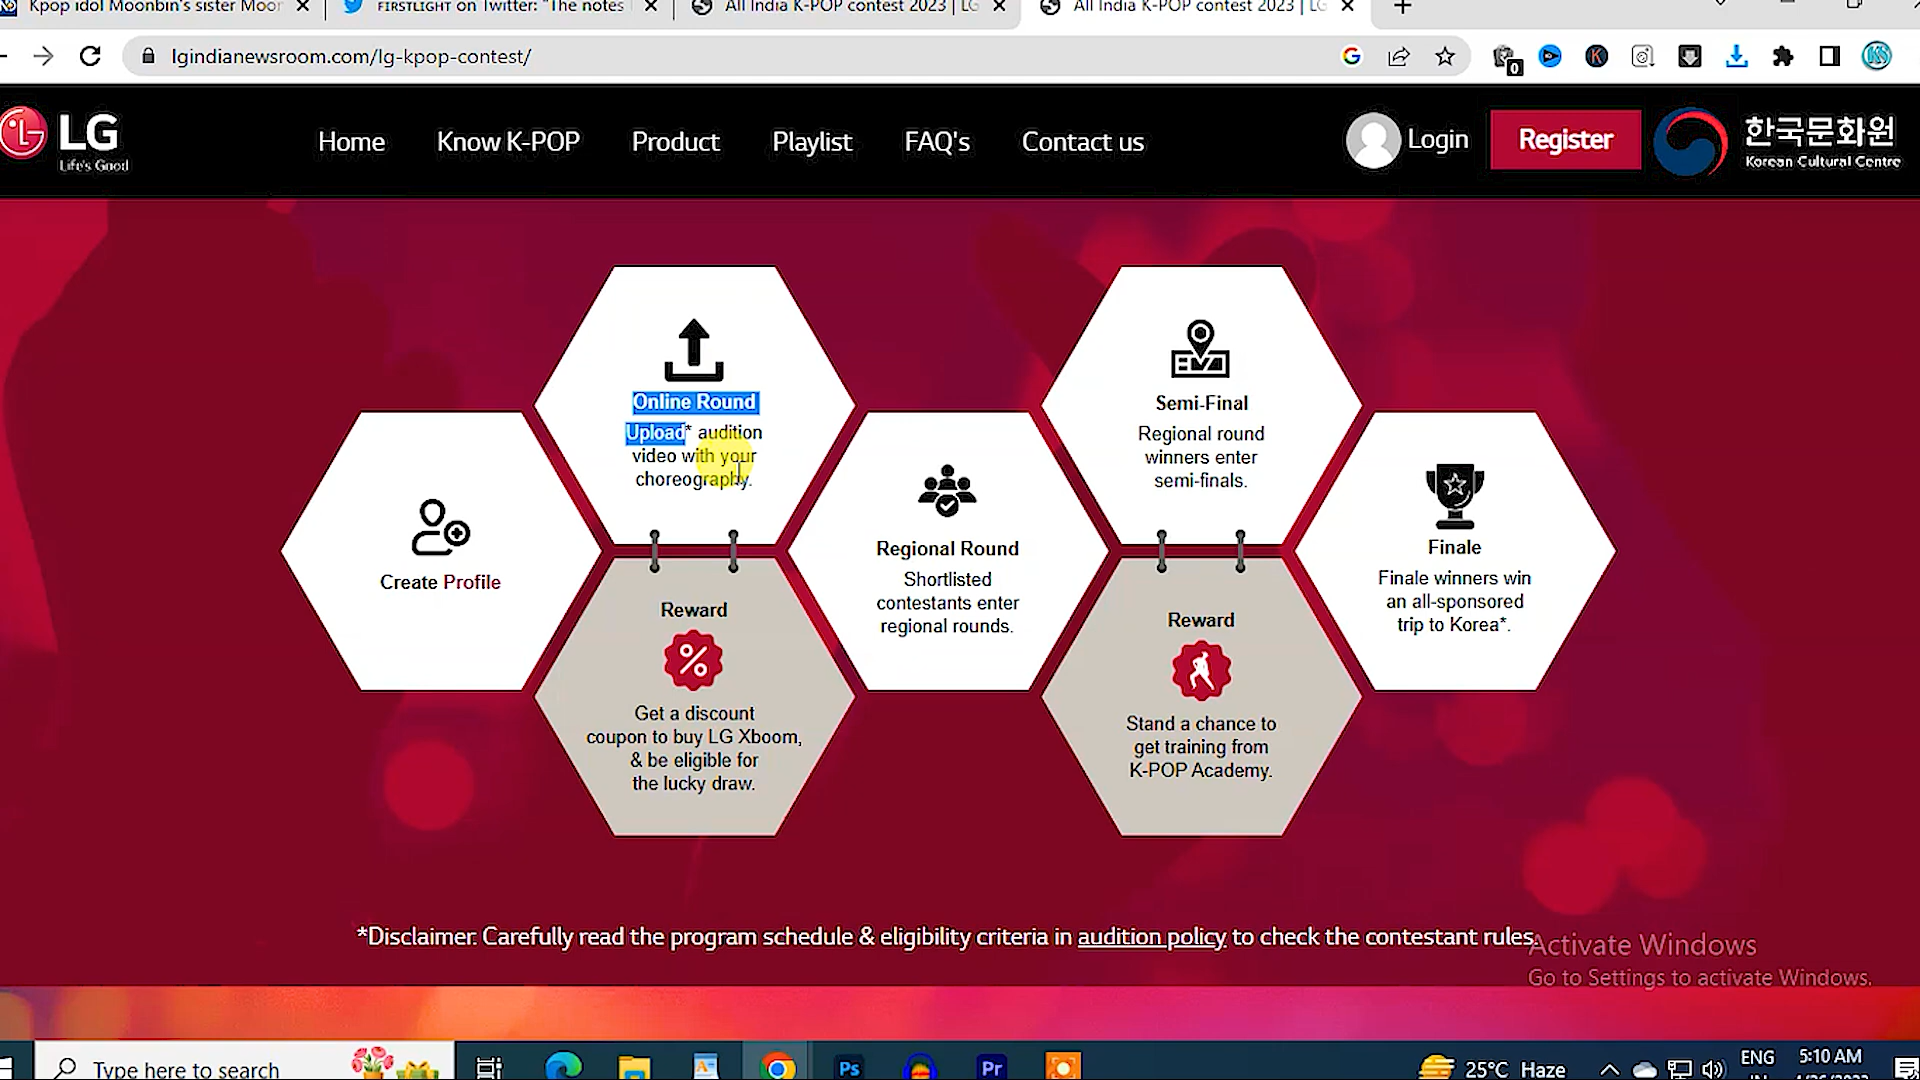 Kpop idol Moonbin's sister Moor
FIRSTLIGHT on Twitter: "The notes
All India K-POP contest 2023 | LG
All India K-POP contest 2023 | LG
lgindianewsroom.com/lg-kpop-contest/
0
K
KS
LG
Life's Good
Home
Know K-POP
Product
Playlist
FAQ's
Contact us
Login
Register
한국문화원
Korean Cultural Centre
Create Profile
Online Round
Upload* audition
video with your
choreography.
Reward
%
Get a discount
coupon to buy LG Xboom,
& be eligible for
the lucky draw.
Regional Round
Shortlisted
contestants enter
regional rounds.
Semi-Final
Regional round
winners enter
semi-finals.
Reward
Stand a chance to
get training from
K-POP Academy.
Finale
Finale winners win
an all-sponsored
trip to Korea*.
*Disclaimer: Carefully read the program schedule & eligibility criteria in audition policy to check the contestant rules.
Activate Windows
Go to Settings to activate Windows.
Type here to search
Ps
Pr
25°C Haze
ENG
5:10 AM